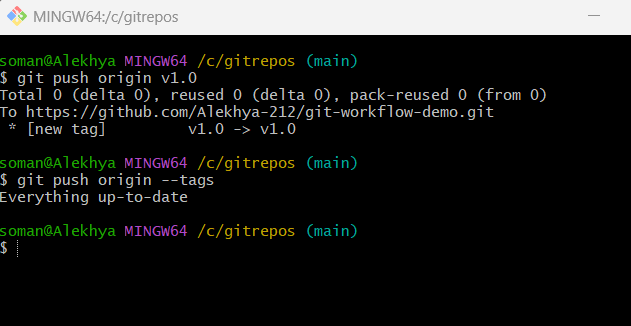 MINGW64:/c/gitrepos
soman@Alekhya MINGW64 /c/gitrepos (main)
$ git push origin v1.0
Total 0 (delta 0), reused 0 (delta 0), pack-reused 0 (from 0)
To https://github.com/Alekhya-212/git-workflow-demo.git
 * [new tag]         v1.0 -> v1.0
soman@Alekhya MINGW64 /c/gitrepos (main)
$ git push origin --tags
Everything up-to-date
soman@Alekhya MINGW64 /c/gitrepos (main)
$